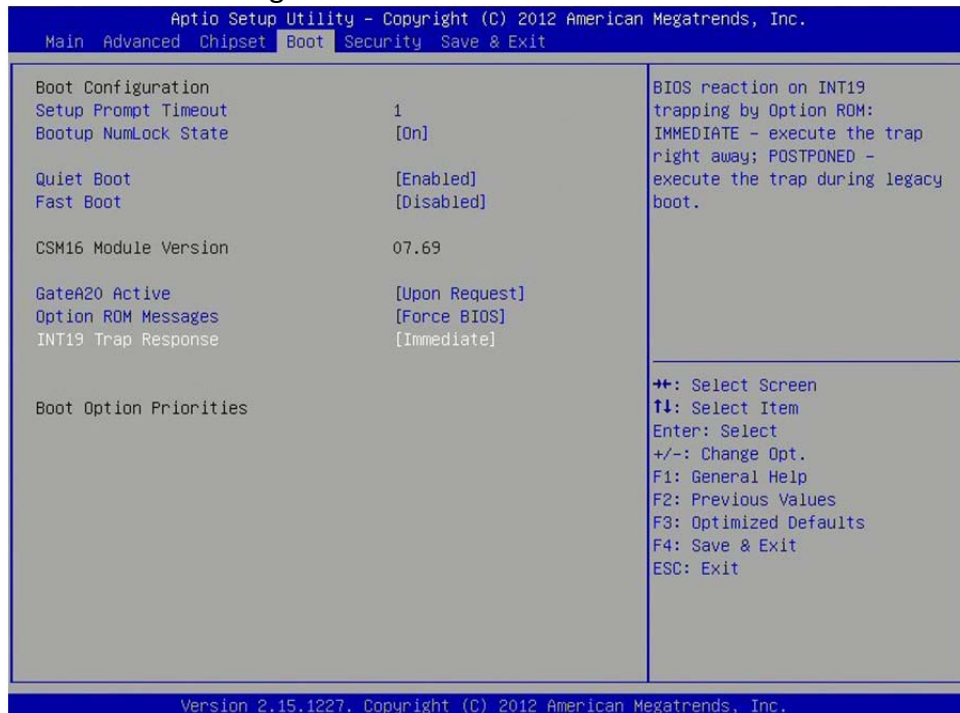 Aptio Setup Utility – Copyright (C) 2012 American Megatrends, Inc.
Main Advanced Chipset Boot Security Save & Exit
Boot Configuration
Setup Prompt Timeout 1
Bootup NumLock State [On]
Quiet Boot [Enabled]
Fast Boot [Disabled]
CSM16 Module Version 07.69
GateA20 Active [Upon Request]
Option ROM Messages [Force BIOS]
INT19 Trap Response [Immediate]
Boot Option Priorities
BIOS reaction on INT19
trapping by Option ROM:
IMMEDIATE – execute the trap
right away; POSTPONED –
execute the trap during legacy
boot.
→←: Select Screen
↑↓: Select Item
Enter: Select
+/-: Change Opt.
F1: General Help
F2: Previous Values
F3: Optimized Defaults
F4: Save & Exit
ESC: Exit
Version 2.15.1227. Copyright (C) 2012 American Megatrends, Inc.